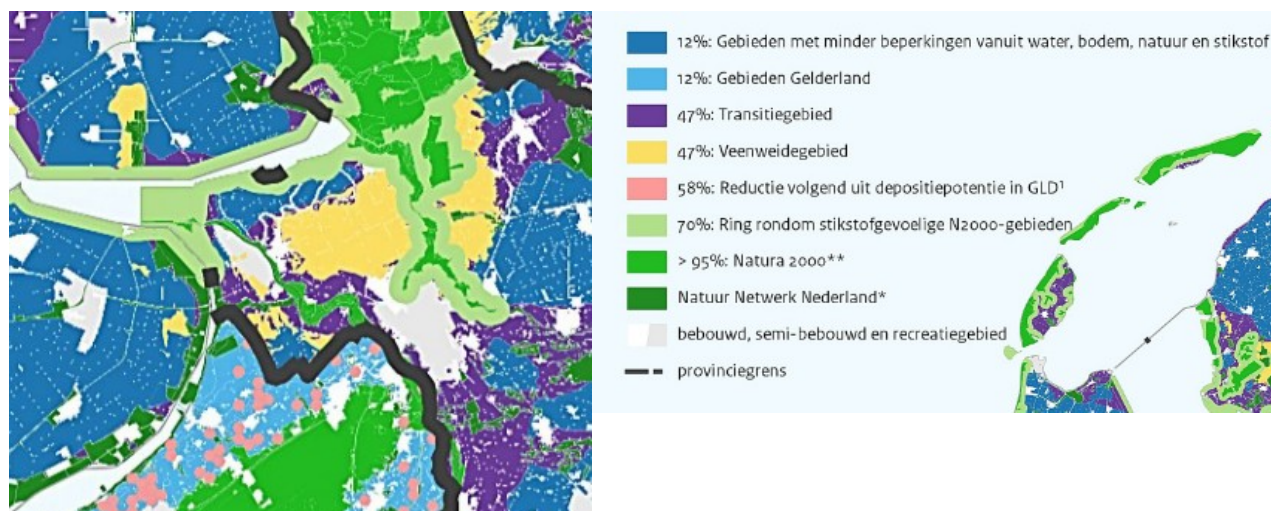 12%: Gebieden met minder beperkingen vanuit water, bodem, natuur en stikstof
12%: Gebieden Gelderland
47%: Transitiegebied
47%: Veenweidegebied
58%: Reductie volgend uit depositiepotentie in GLD¹
70%: Ring rondom stikstofgevoelige N2000-gebieden
> 95%: Natura 2000**
Natuur Netwerk Nederland*
bebouwd, semi-bebouwd en recreatiegebied
provinciegrens